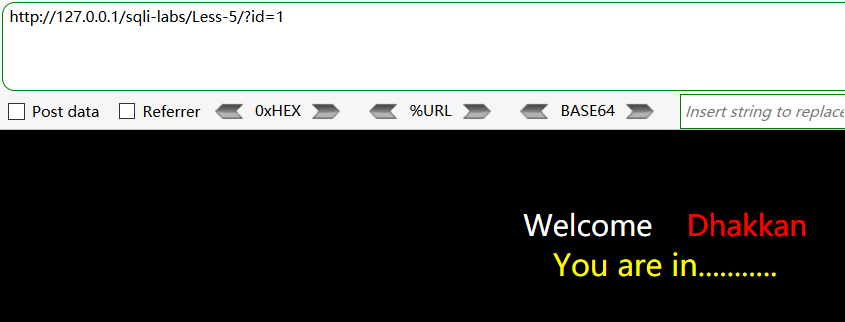 http://127.0.0.1/sqli-labs/Less-5/?id=1
Post data Referrer 0xHEX %URL BASE64 Insert string to replace
Welcome Dhakkan
You are in...........